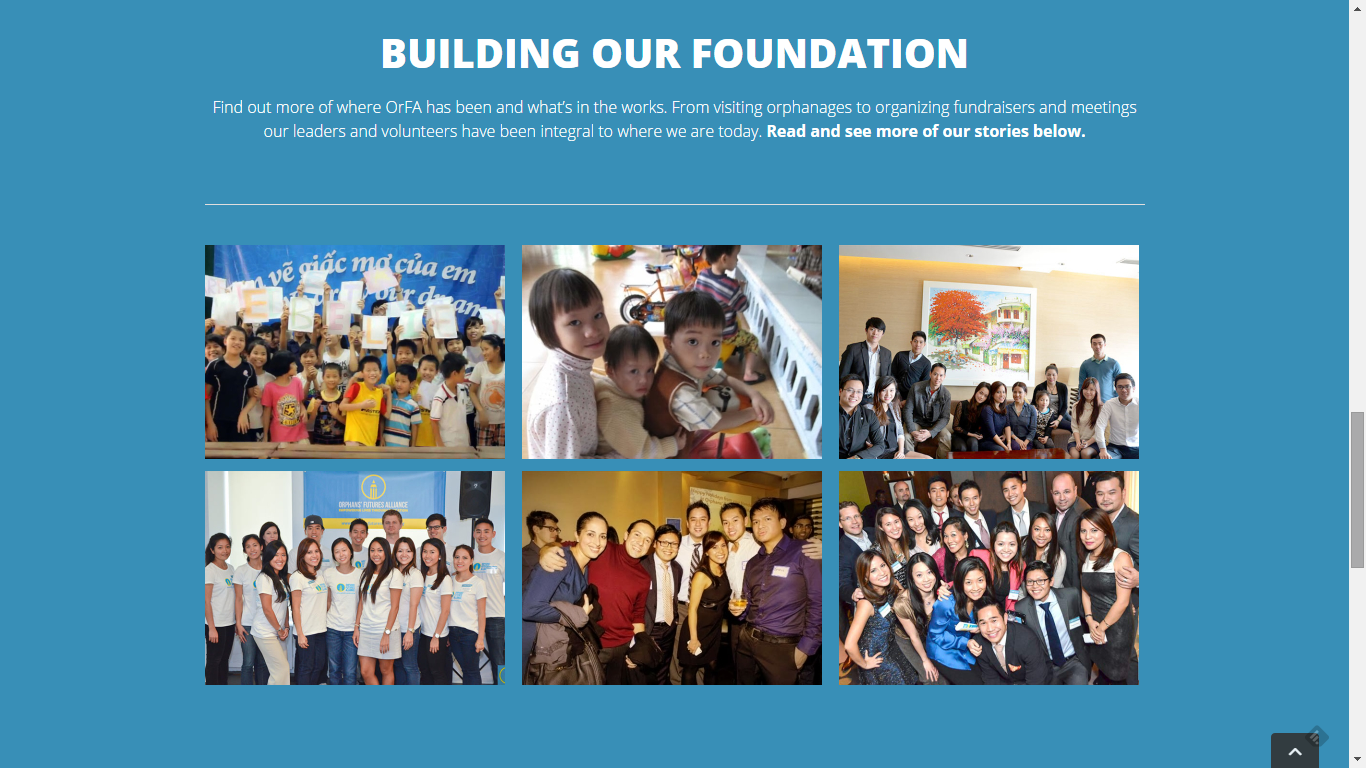 BUILDING OUR FOUNDATION
Find out more of where OrFA has been and what’s in the works. From visiting orphanages to organizing fundraisers and meetings
our leaders and volunteers have been integral to where we are today. Read and see more of our stories below.
vẽ giấc mơ của em
ORPHANS' FUTURES ALLIANCE